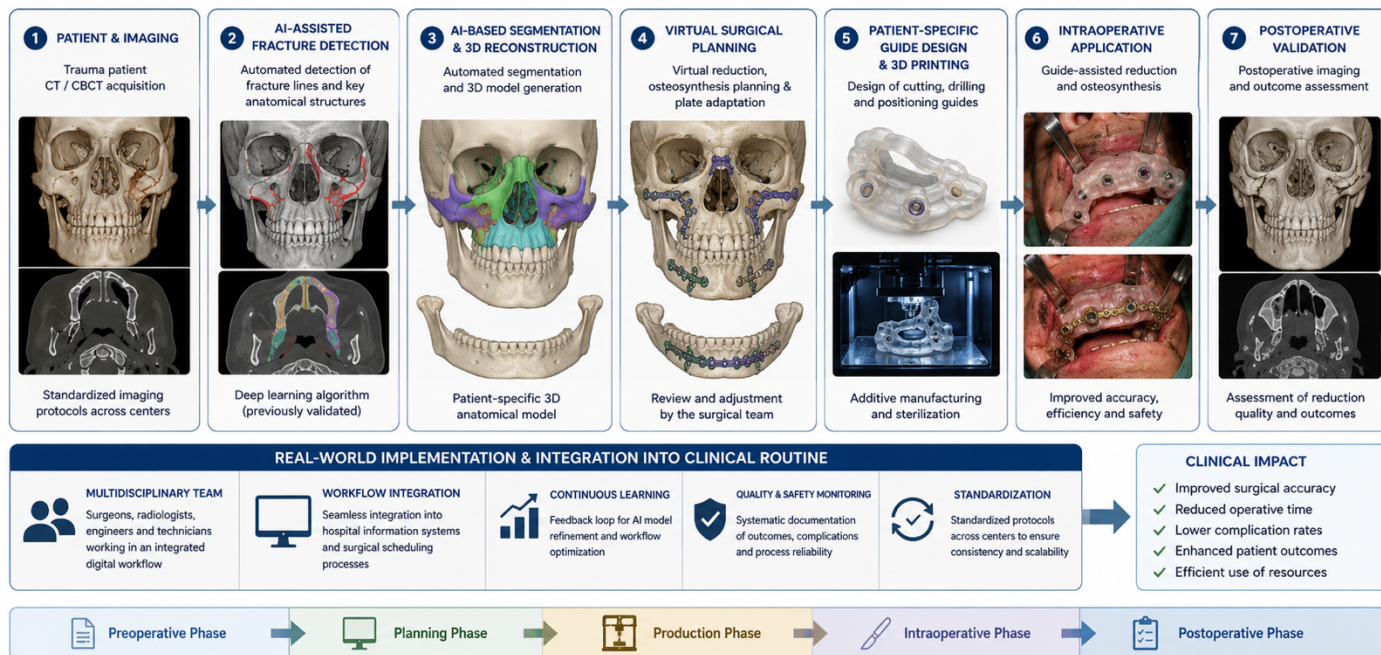 1 PATIENT & IMAGING
Trauma patient
CT / CBCT acquisition
Standardized imaging
protocols across centers
2 AI-ASSISTED
FRACTURE DETECTION
Automated detection of
fracture lines and key
anatomical structures
Deep learning algorithm
(previously validated)
3 AI-BASED SEGMENTATION
& 3D RECONSTRUCTION
Automated segmentation
and 3D model generation
Patient-specific 3D
anatomical model
4 VIRTUAL SURGICAL
PLANNING
Virtual reduction,
osteosynthesis planning &
plate adaptation
Review and adjustment
by the surgical team
5 PATIENT-SPECIFIC
GUIDE DESIGN
& 3D PRINTING
Design of cutting, drilling
and positioning guides
Additive manufacturing
and sterilization
6 INTRAOPERATIVE
APPLICATION
Guide-assisted reduction
and osteosynthesis
Improved accuracy,
efficiency and safety
7 POSTOPERATIVE
VALIDATION
Postoperative imaging
and outcome assessment
Assessment of reduction
quality and outcomes
REAL-WORLD IMPLEMENTATION & INTEGRATION INTO CLINICAL ROUTINE
MULTIDISCIPLINARY TEAM
Surgeons, radiologists,
engineers and technicians
working in an integrated
digital workflow
WORKFLOW INTEGRATION
Seamless integration into
hospital information systems
and surgical scheduling
processes
CONTINUOUS LEARNING
Feedback loop for AI model
refinement and workflow
optimization
QUALITY & SAFETY MONITORING
Systematic documentation
of outcomes, complications
and process reliability
STANDARDIZATION
Standardized protocols
across centers to ensure
consistency and scalability
CLINICAL IMPACT
✓ Improved surgical accuracy
✓ Reduced operative time
✓ Lower complication rates
✓ Enhanced patient outcomes
✓ Efficient use of resources
Preoperative Phase
Planning Phase
Production Phase
Intraoperative Phase
Postoperative Phase